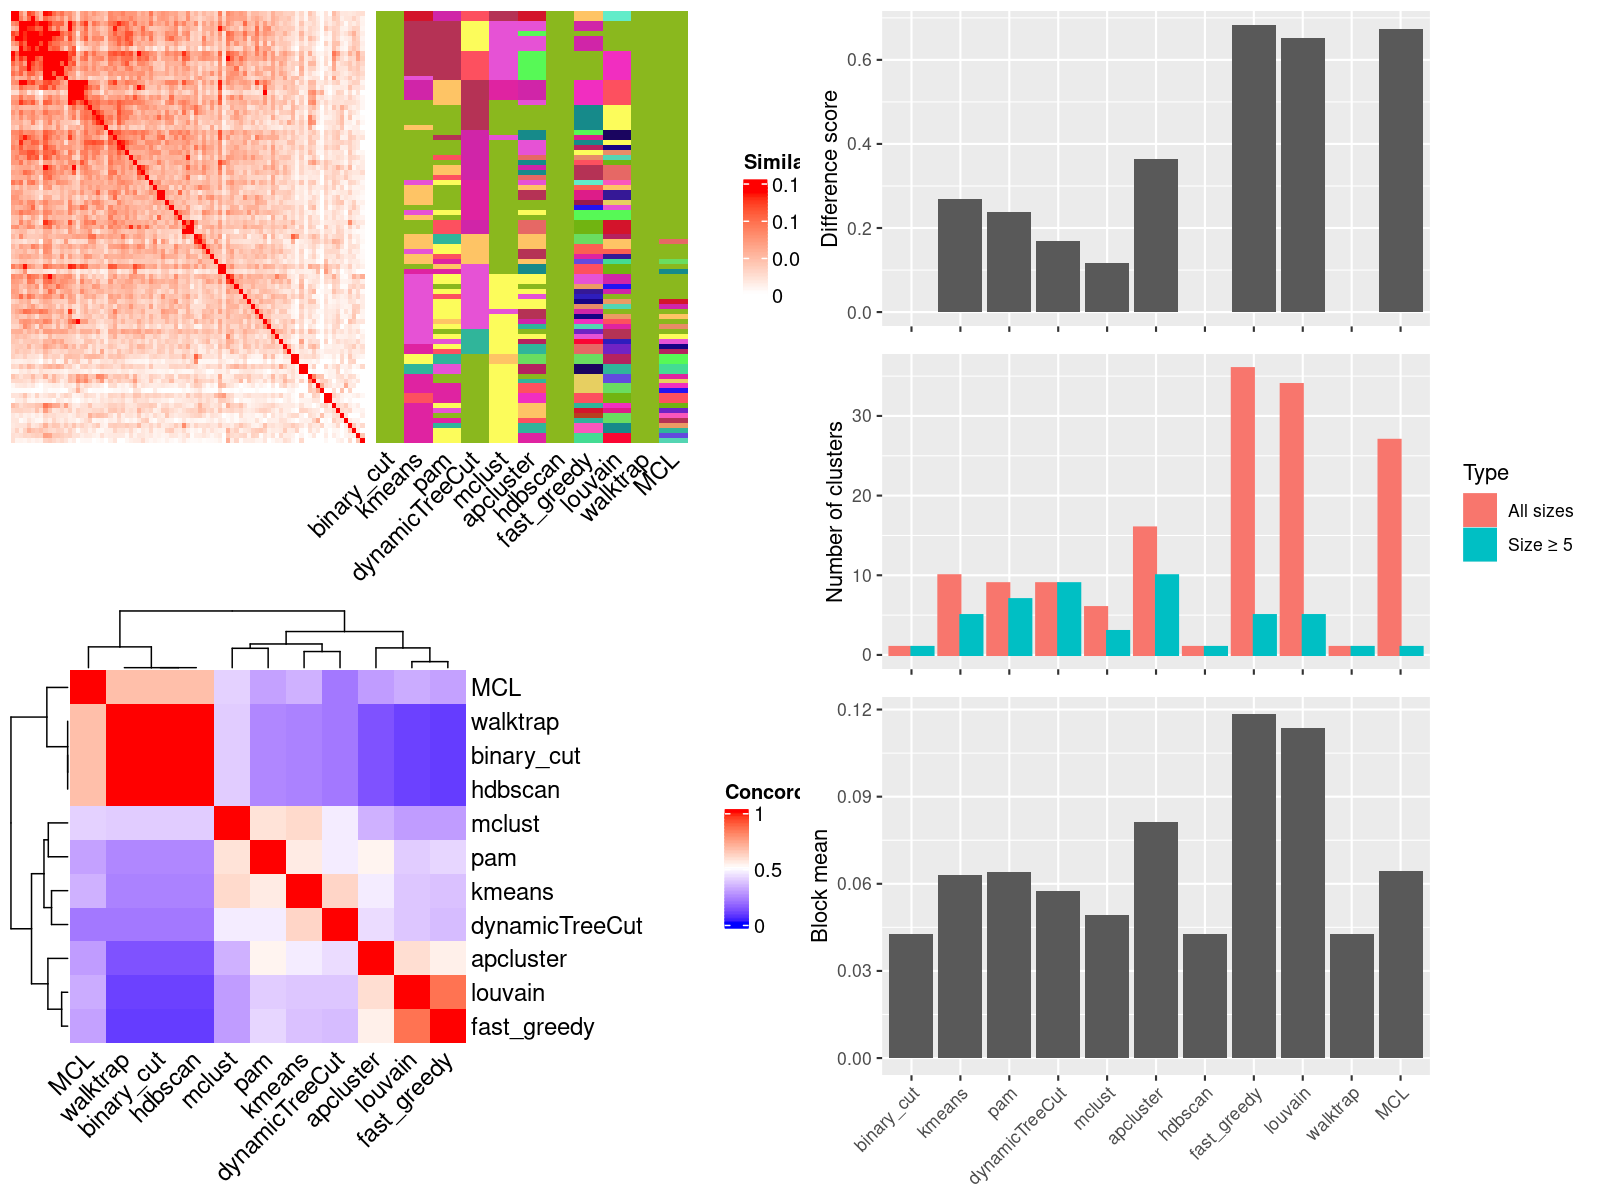 Simila
0.1
0.1
0.0
0
binary_cut
kmeans
pam
dynamicTreeCut
mclust
apcluster
hdbscan
fast_greedy
louvain
walktrap
MCL
MCL
walktrap
binary_cut
hdbscan
mclust
pam
kmeans
dynamicTreeCut
apcluster
louvain
fast_greedy
Concord
1
0.5
0
MCL
walktrap
binary_cut
hdbscan
mclust
pam
kmeans
dynamicTreeCut
apcluster
louvain
fast_greedy
Difference score
0.6
0.4
0.2
0.0
Number of clusters
30
20
10
0
Type
All sizes
Size ≥ 5
Block mean
0.12
0.09
0.06
0.03
0.00
binary_cut
kmeans
pam
dynamicTreeCut
mclust
apcluster
hdbscan
fast_greedy
louvain
walktrap
MCL